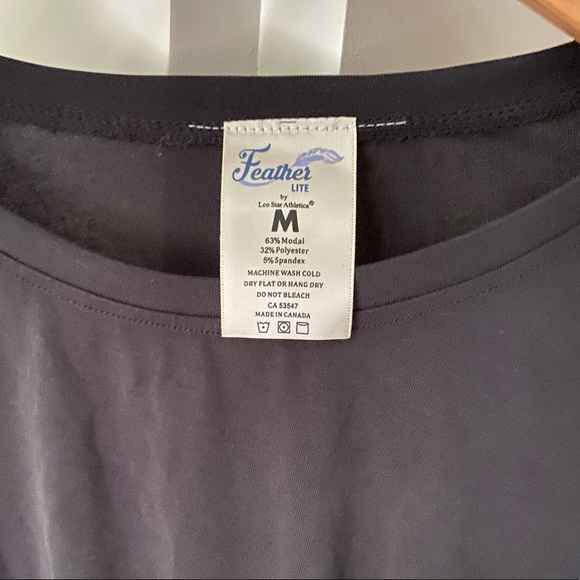 Feather
LITE
by
Leo Star Athletics®
M
63% Modal
32% Polyester
5% Spandex
MACHINE WASH COLD
DRY FLAT OR HANG DRY
DO NOT BLEACH
CA 53547
MADE IN CANADA